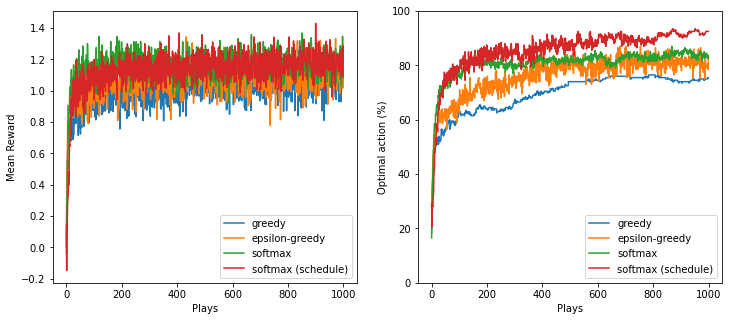 Mean Reward
1.4
1.2
1.0
0.8
0.6
0.4
0.2
0.0
−0.2
0 200 400 600 800 1000
Plays
greedy
epsilon-greedy
softmax
softmax (schedule)
Optimal action (%)
100
80
60
40
20
0
0 200 400 600 800 1000
Plays
greedy
epsilon-greedy
softmax
softmax (schedule)